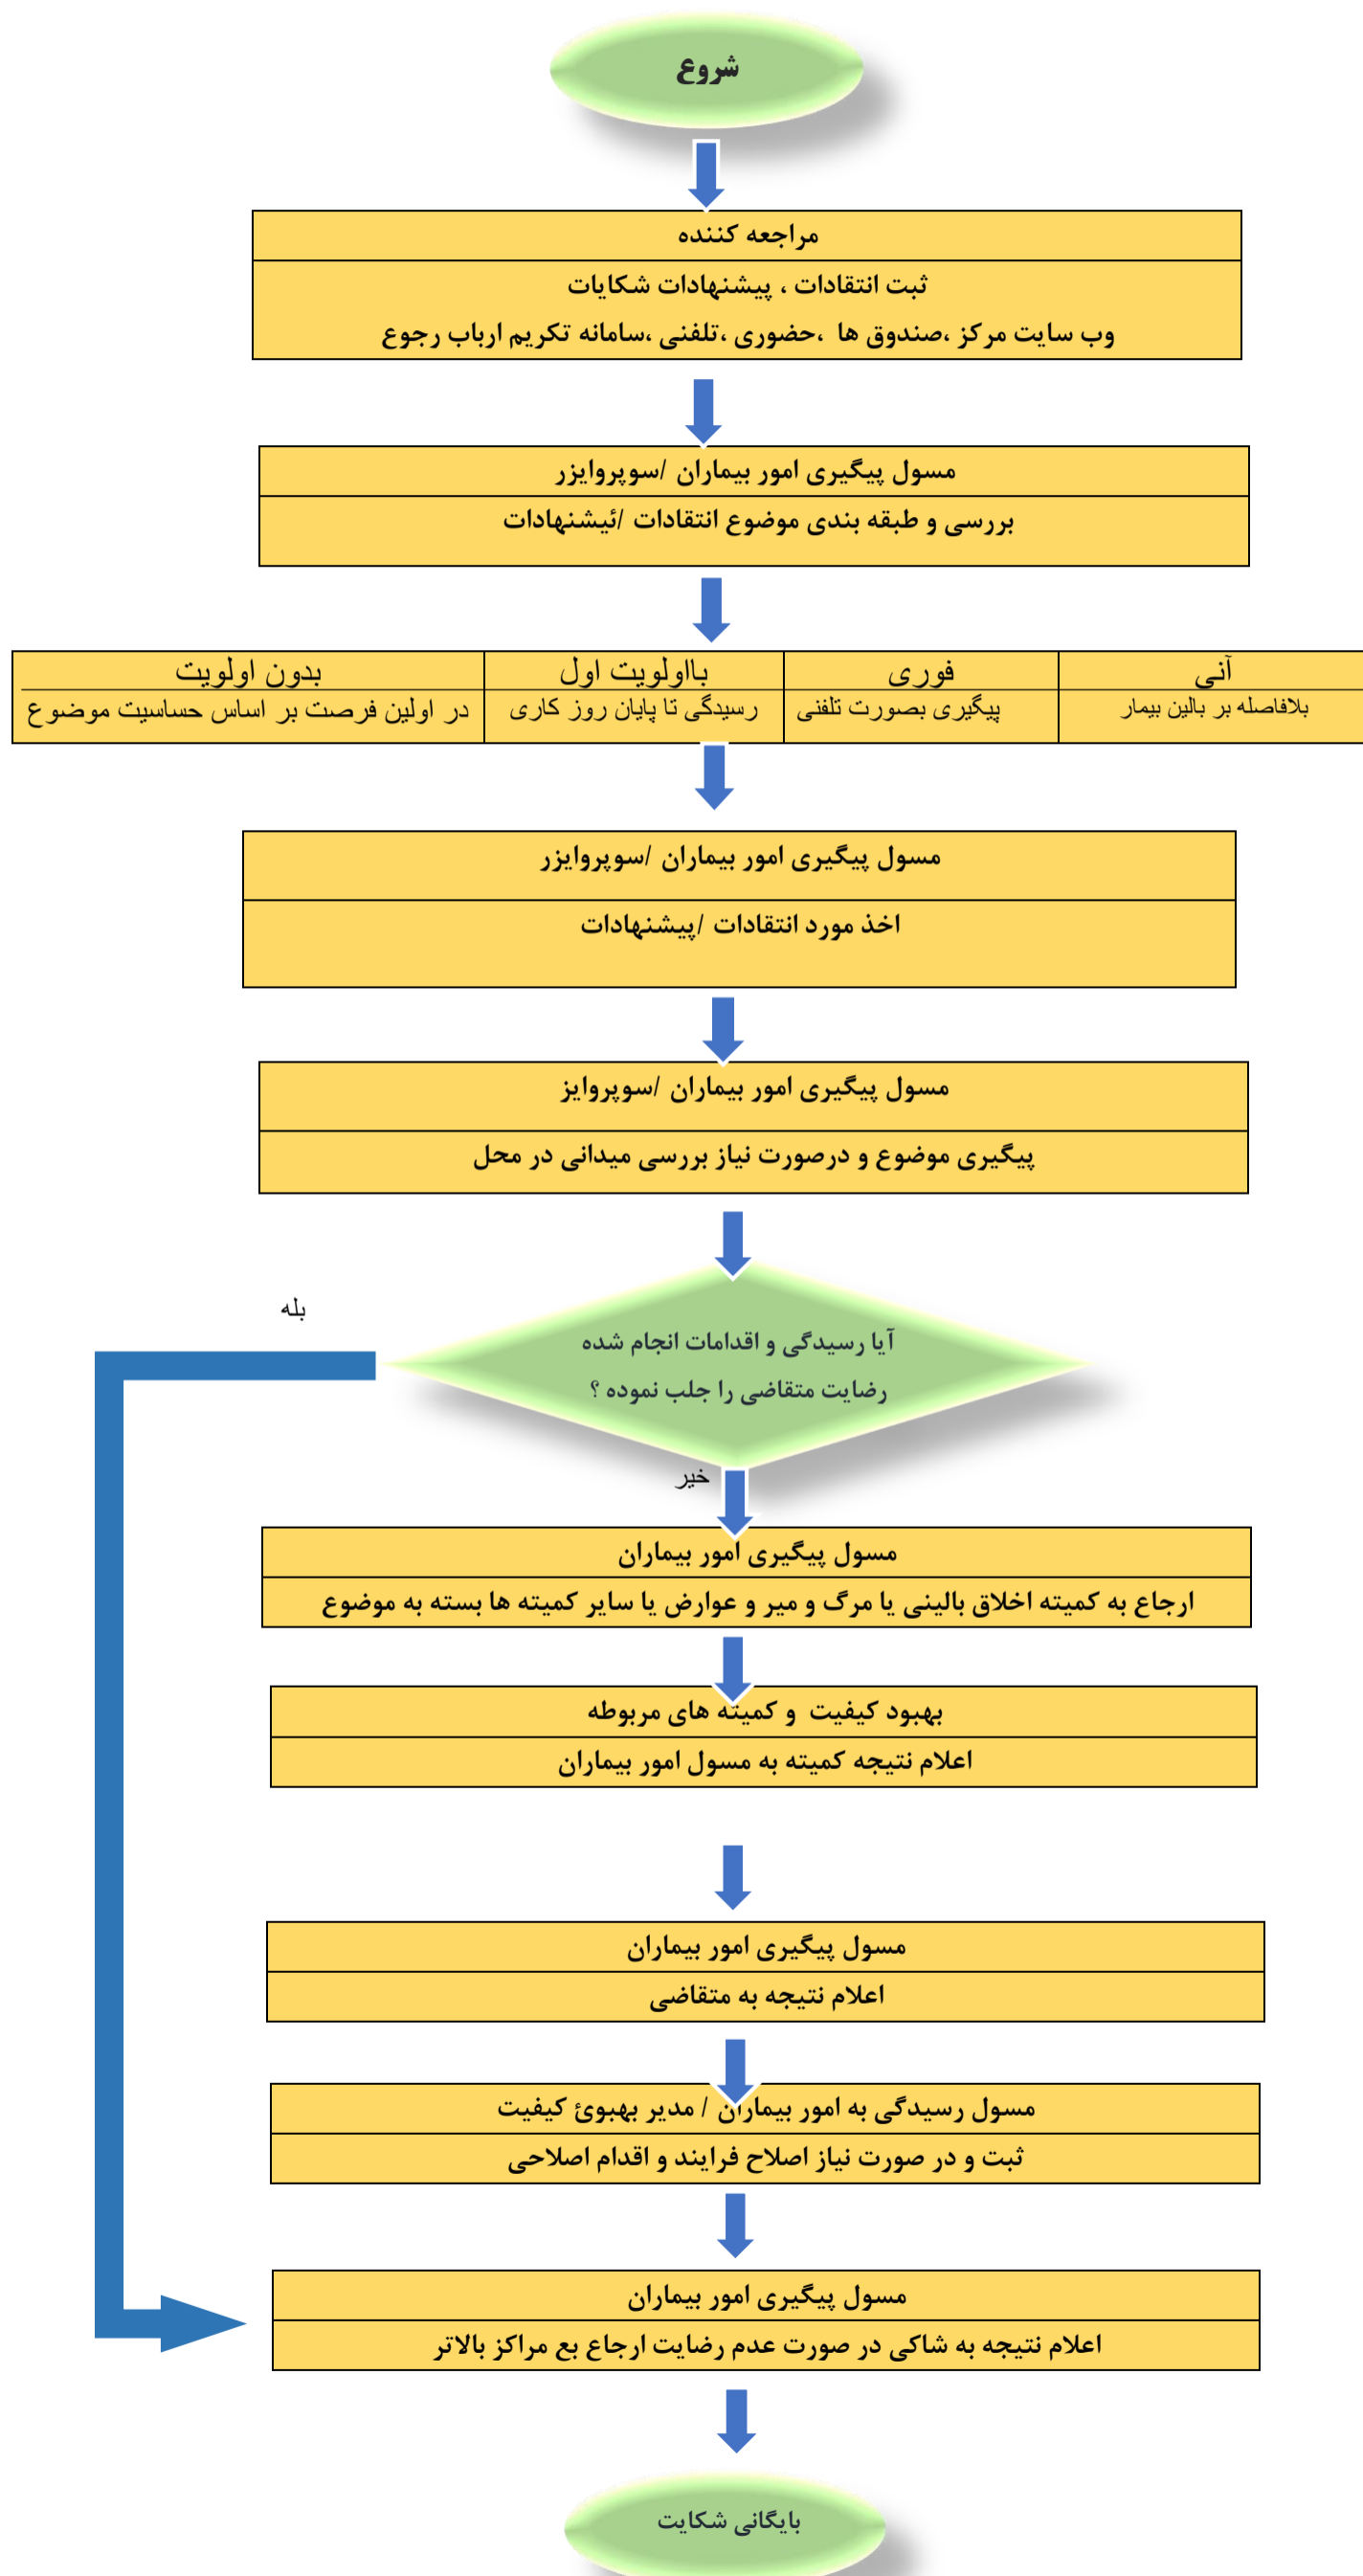 شروع
مراجعه کننده
ثبت انتقادات ، پیشنهادات شکایات
وب سایت مرکز ،صندوق ها ،حضوری ،تلفنی ،سامانه تکریم ارباب رجوع
مسول پیگیری امور بیماران /سوپروایزر
بررسی و طبقه بندی موضوع انتقادات /ئیشنهادات
آنی
بلافاصله بر بالین بیمار
فوری
پیگیری بصورت تلفنی
بااولویت اول
رسیدگی تا پایان روز کاری
بدون اولویت
در اولین فرصت بر اساس حساسیت موضوع
مسول پیگیری امور بیماران /سوپروایزر
اخذ مورد انتقادات /پیشنهادات
مسول پیگیری امور بیماران /سوپروایز
پیگیری موضوع و درصورت نیاز بررسی میدانی در محل
بله
آیا رسیدگی و اقدامات انجام شده
رضایت متقاضی را جلب نموده ؟
خیر
مسول پیگیری امور بیماران
ارجاع به کمیته اخلاق بالینی یا مرگ و میر و عوارض یا سایر کمیته ها بسته به موضوع
بهبود کیفیت و کمیته های مربوطه
اعلام نتیجه کمیته به مسول امور بیماران
مسول پیگیری امور بیماران
اعلام نتیجه به متقاضی
مسول رسیدگی به امور بیماران / مدیر بهبوئ کیفیت
ثبت و در صورت نیاز اصلاح فرایند و اقدام اصلاحی
مسول پیگیری امور بیماران
اعلام نتیجه به شاکی در صورت عدم رضایت ارجاع بع مراکز بالاتر
بایگانی شکایت